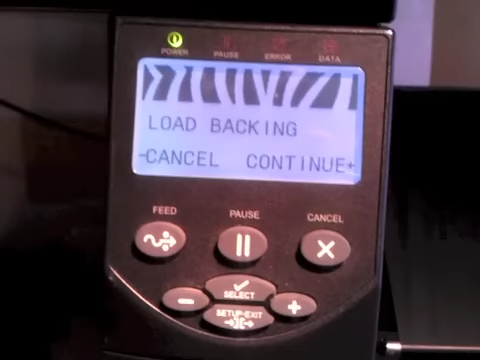 POWER PAUSE ERROR DATA
LOAD BACKING
-CANCEL CONTINUE+
FEED PAUSE CANCEL
SELECT
- +
SETUP·EXIT